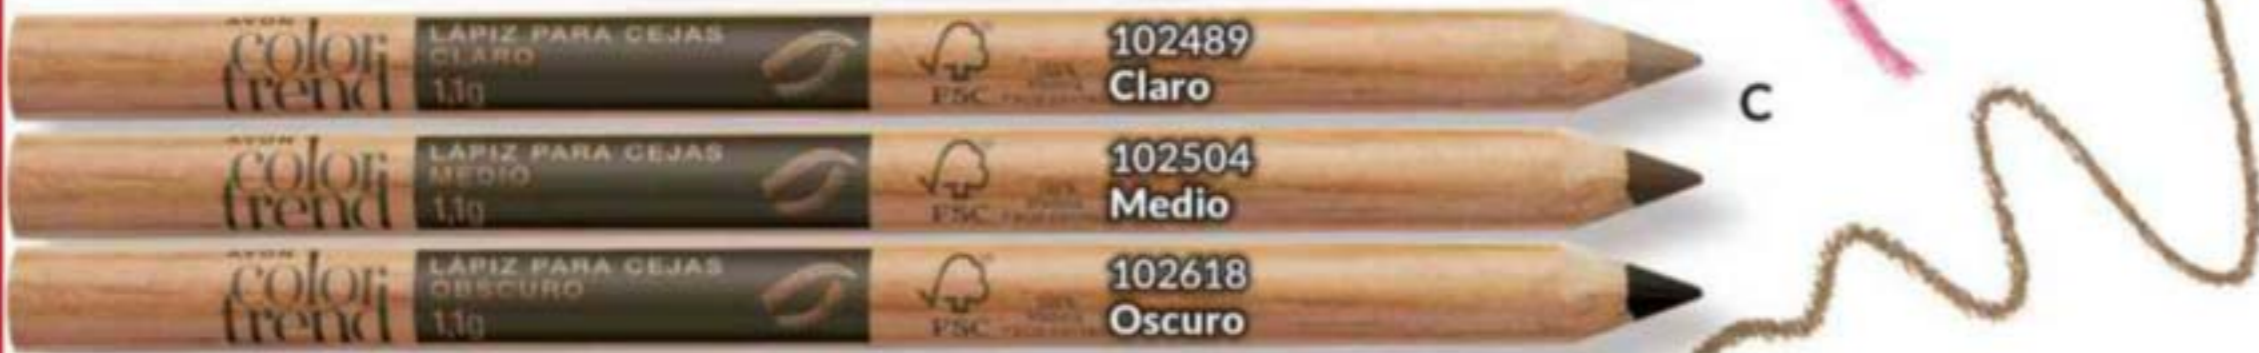 AVON
color
trend
LÁPIZ PARA CEJAS
CLARO
1,1g
FSC
102489
Claro
C
AVON
color
trend
LÁPIZ PARA CEJAS
MEDIO
1,1g
FSC
102504
Medio
AVON
color
trend
LÁPIZ PARA CEJAS
OBSCURO
1,1g
FSC
102618
Oscuro